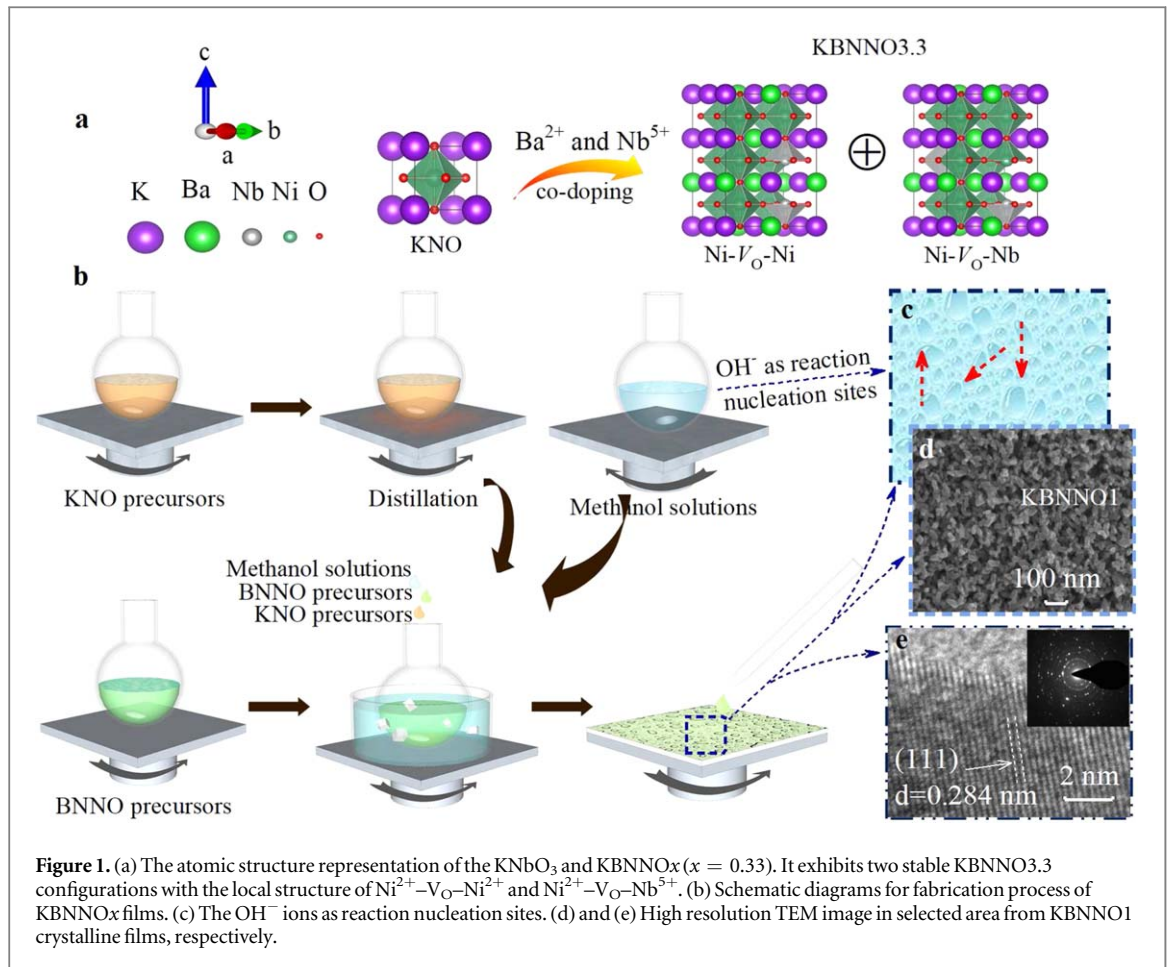 KBNNO3.3
c
a
b
a
K Ba Nb Ni O
KNO
Ba²⁺ and Nb⁵⁺
co-doping
Ni-V_O-Ni
Ni-V_O-Nb
b
KNO precursors
Distillation
Methanol solutions
OH⁻ as reaction
nucleation sites
c
d
KBNNO1
100 nm
Methanol solutions
BNNO precursors
KNO precursors
BNNO precursors
e
(111)
d=0.284 nm
2 nm
Figure 1. (a) The atomic structure representation of the KNbO₃ and KBNNOx (x = 0.33). It exhibits two stable KBNNO3.3
configurations with the local structure of Ni²⁺–V_O–Ni²⁺ and Ni²⁺–V_O–Nb⁵⁺. (b) Schematic diagrams for fabrication process of
KBNNOx films. (c) The OH⁻ ions as reaction nucleation sites. (d) and (e) High resolution TEM image in selected area from KBNNO1
crystalline films, respectively.